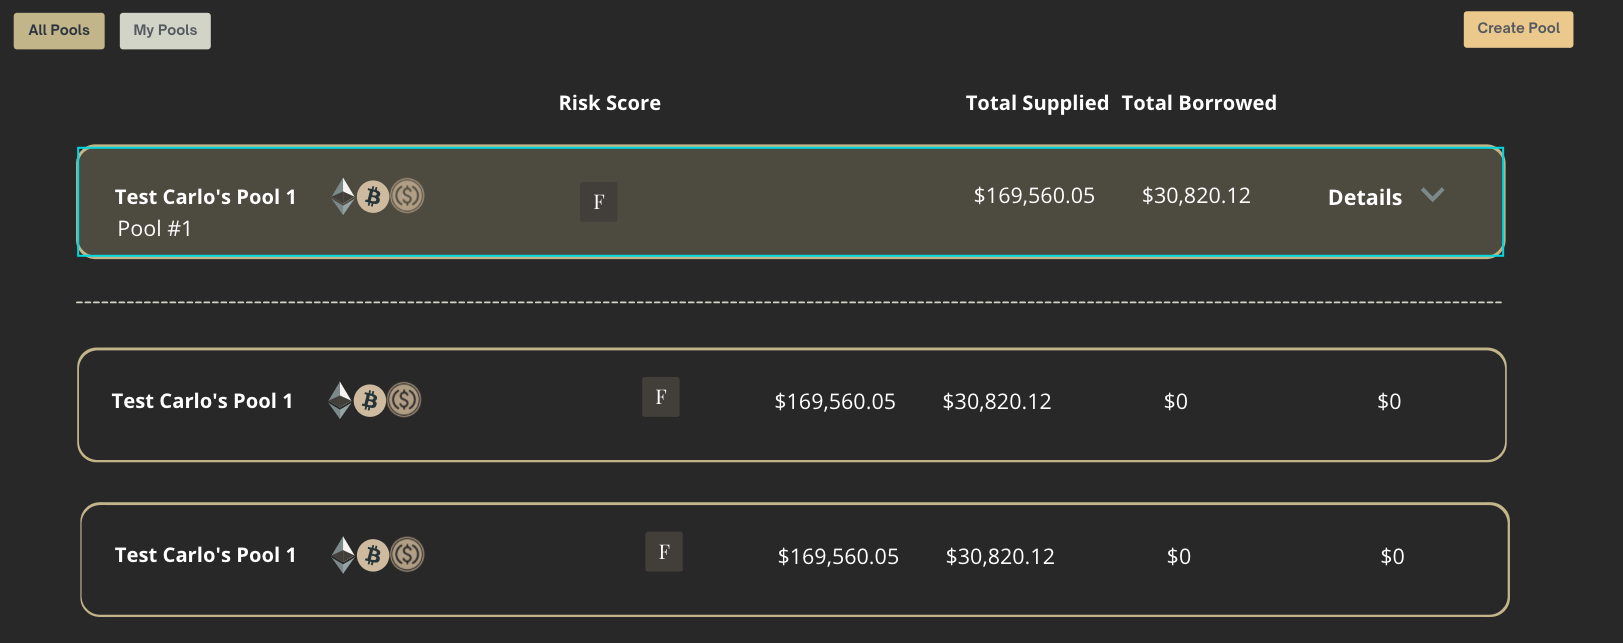 All Pools My Pools Create Pool
Risk Score Total Supplied Total Borrowed
Test Carlo's Pool 1 F $169,560.05 $30,820.12 Details
Pool #1
Test Carlo's Pool 1 F $169,560.05 $30,820.12 $0 $0
Test Carlo's Pool 1 F $169,560.05 $30,820.12 $0 $0